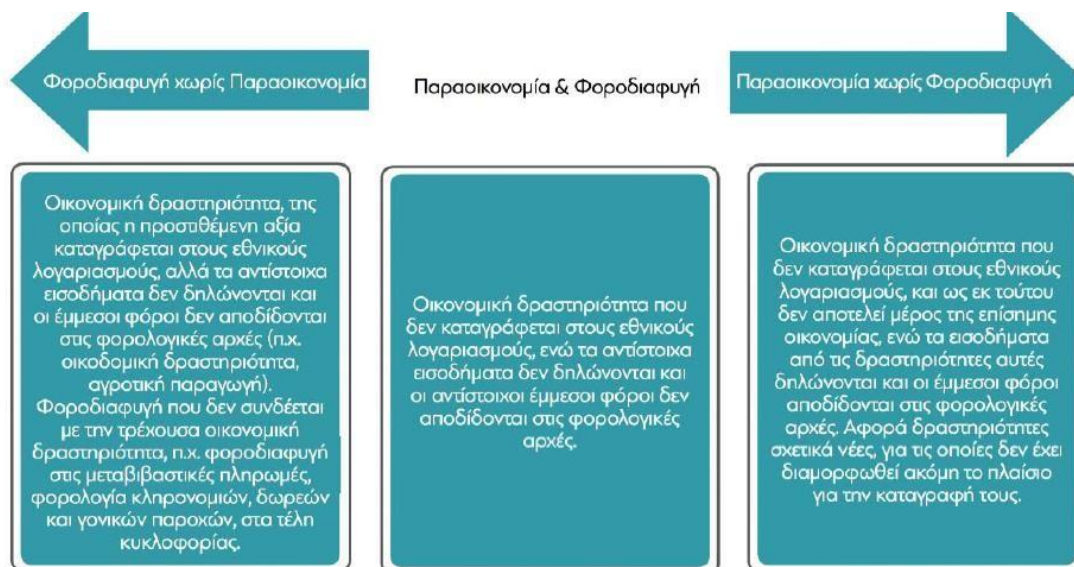 Φοροδιαφυγή χωρίς Παραοικονομία
Παραοικονομία & Φοροδιαφυγή
Παραοικονομία χωρίς Φοροδιαφυγή
Οικονομική δραστηριότητα, της
οποίας η προστιθέμενη αξία
καταγράφεται στους εθνικούς
λογαριασμούς, αλλά τα αντίστοιχα
εισοδήματα δεν δηλώνονται και
οι έμμεσοι φόροι δεν αποδίδονται
στις φορολογικές αρχές (π.χ.
οικοδομική δραστηριότητα,
αγροτική παραγωγή).
Φοροδιαφυγή που δεν συνδέεται
με την τρέχουσα οικονομική
δραστηριότητα, π.χ. φοροδιαφυγή
στις μεταβιβαστικές πληρωμές,
φορολογία κληρονομιών, δωρεών
και γονικών παροχών, στα τέλη
κυκλοφορίας.
Οικονομική δραστηριότητα που
δεν καταγράφεται στους εθνικούς
λογαριασμούς, ενώ τα αντίστοιχα
εισοδήματα δεν δηλώνονται και
οι αντίστοιχοι έμμεσοι φόροι δεν
αποδίδονται στις φορολογικές
αρχές.
Οικονομική δραστηριότητα που
δεν καταγράφεται στους εθνικούς
λογαριασμούς, και ως εκ τούτου
δεν αποτελεί μέρος της επίσημης
οικονομίας, ενώ τα εισοδήματα
από τις δραστηριότητες αυτές
δηλώνονται και οι έμμεσοι φόροι
αποδίδονται στις φορολογικές
αρχές. Αφορά δραστηριότητες
σχετικά νέες, για τις οποίες δεν έχει
διαμορφωθεί ακόμη το πλαίσιο
για την καταγραφή τους.